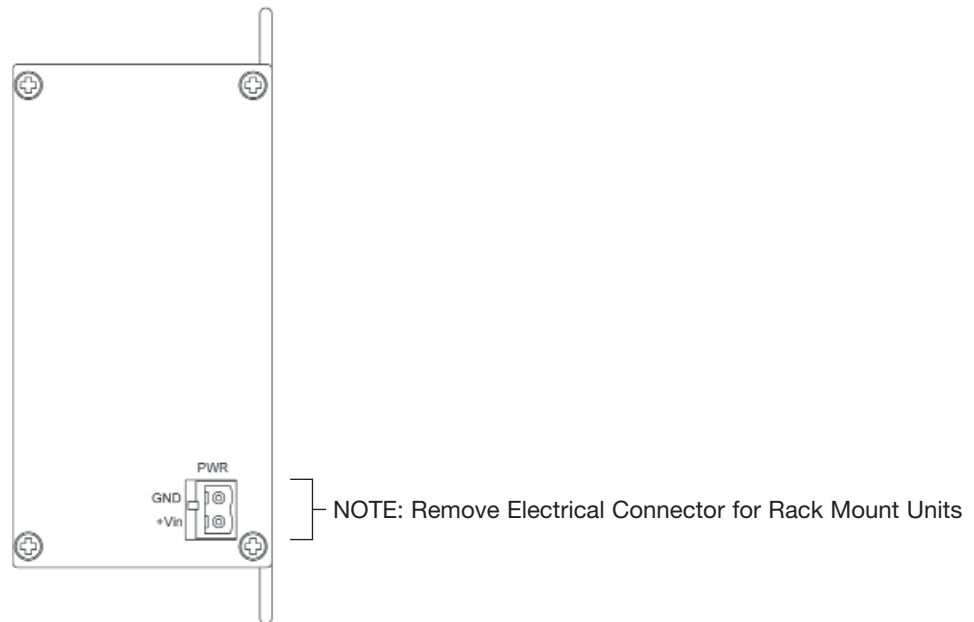 PWR
GND
+Vin
NOTE: Remove Electrical Connector for Rack Mount Units